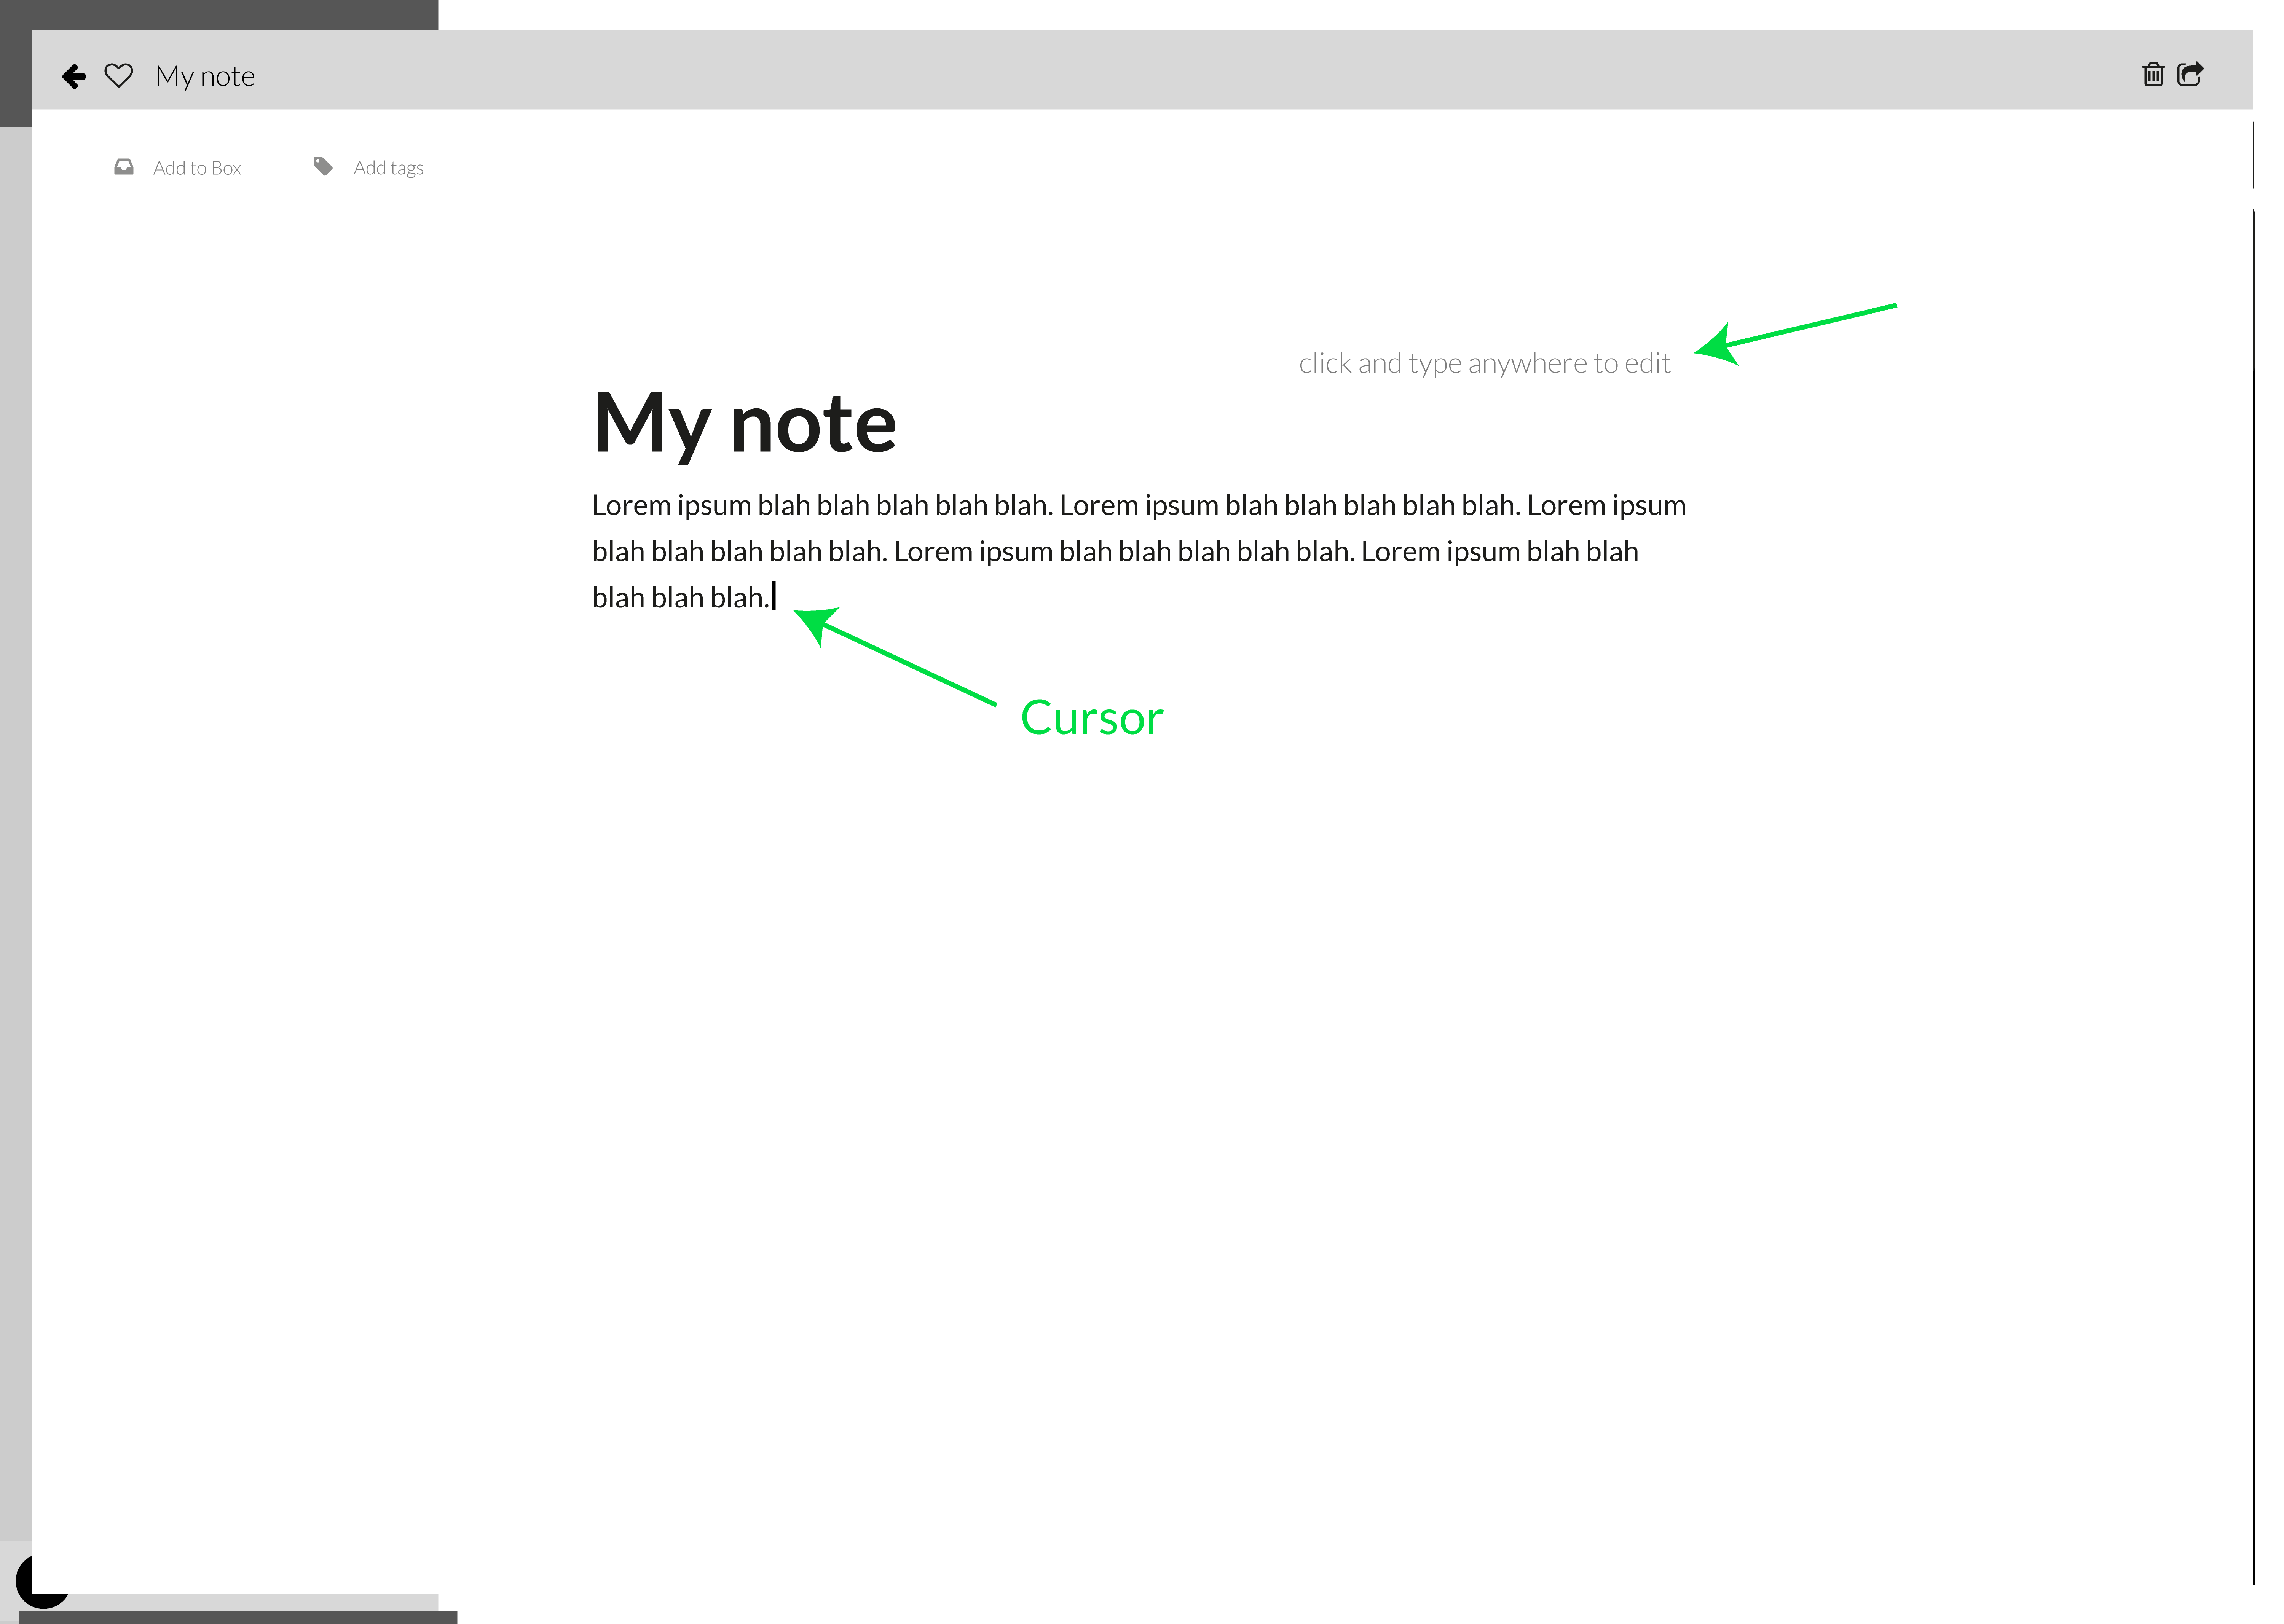 My note
Add to Box
Add tags
click and type anywhere to edit
My note
Lorem ipsum blah blah blah blah blah. Lorem ipsum blah blah blah blah blah. Lorem ipsum
blah blah blah blah blah. Lorem ipsum blah blah blah blah blah. Lorem ipsum blah blah
blah blah blah.
Cursor